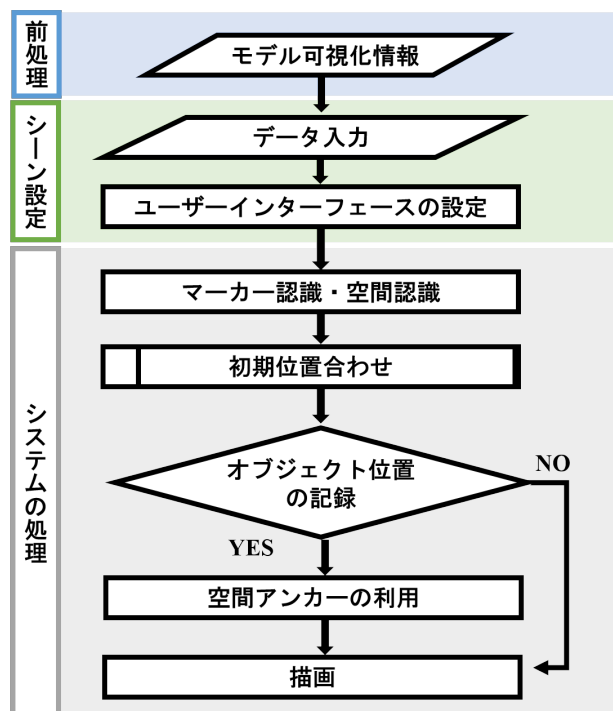 前処理
モデル可視化情報
シーン設定
データ入力
ユーザーインターフェースの設定
システムの処理
マーカー認識・空間認識
初期位置合わせ
オブジェクト位置
の記録
NO
YES
空間アンカーの利用
描画